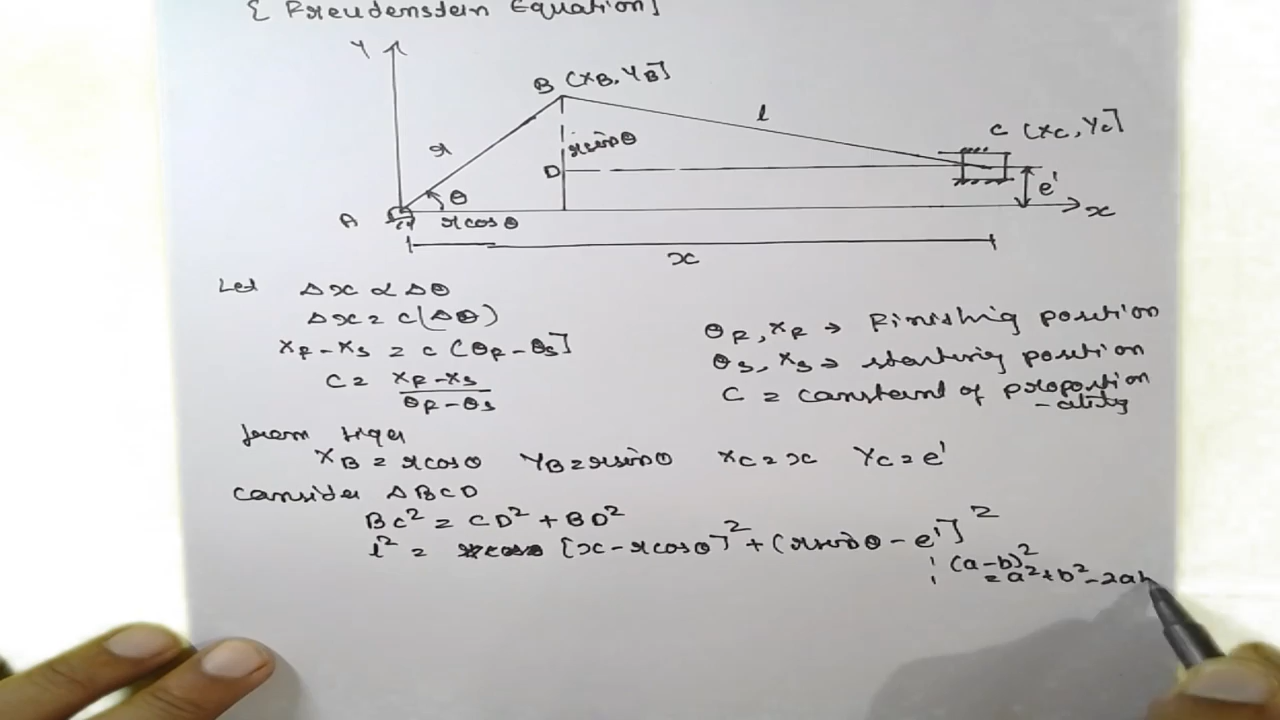 [ Freudenstein Equation]
Y
B (XB, YB]
l
C (XC, YC]
r
r sinθ
D
θ
e'
A
r cosθ
x
x
Let Δx ∝ Δθ
Δx = C(Δθ)
XF - XS = C (θF - θS]
C = XF - XS / θF - θS
θF, XF → Finishing position
θS, XS → starting position
C = constant of proportion
- ality
from
XB = r cosθ YB = r sinθ XC = x YC = e'
consider ΔBCD
BC² = CD² + BD²
l² = [x - r cosθ]² + (r sinθ - e']²
(a-b)²
= a² + b² - 2ab